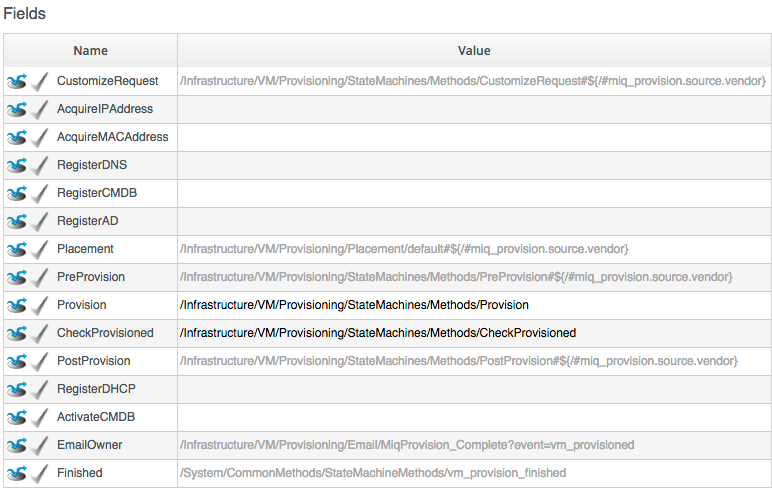 Fields
Name Value
CustomizeRequest /Infrastructure/VM/Provisioning/StateMachines/Methods/CustomizeRequest#${/#miq_provision.source.vendor}
AcquireIPAddress
AcquireMACAddress
RegisterDNS
RegisterCMDB
RegisterAD
Placement /Infrastructure/VM/Provisioning/Placement/default#${/#miq_provision.source.vendor}
PreProvision /Infrastructure/VM/Provisioning/StateMachines/Methods/PreProvision#${/#miq_provision.source.vendor}
Provision /Infrastructure/VM/Provisioning/StateMachines/Methods/Provision
CheckProvisioned /Infrastructure/VM/Provisioning/StateMachines/Methods/CheckProvisioned
PostProvision /Infrastructure/VM/Provisioning/StateMachines/Methods/PostProvision#${/#miq_provision.source.vendor}
RegisterDHCP
ActivateCMDB
EmailOwner /Infrastructure/VM/Provisioning/Email/MiqProvision_Complete?event=vm_provisioned
Finished /System/CommonMethods/StateMachineMethods/vm_provision_finished